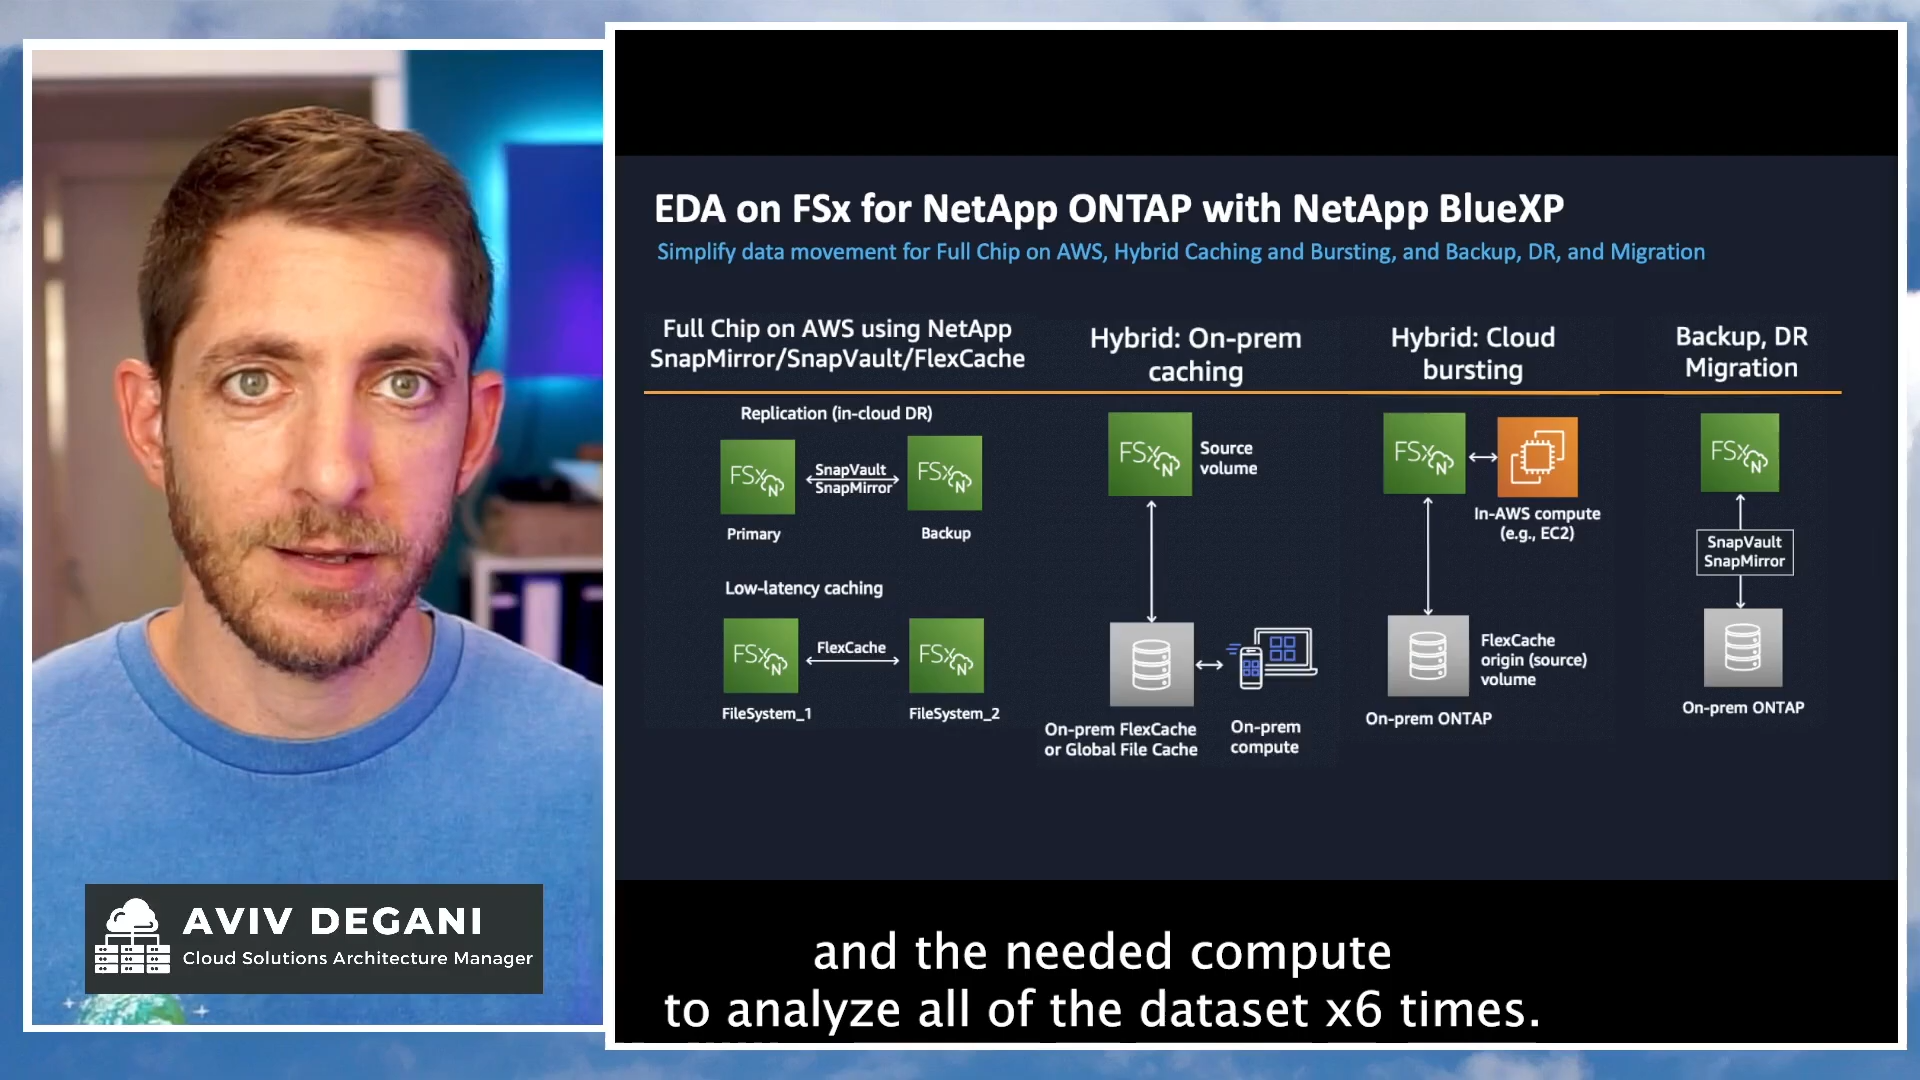 EDA on FSx for NetApp ONTAP with NetApp BlueXP
Simplify data movement for Full Chip on AWS, Hybrid Caching and Bursting, and Backup, DR, and Migration
Full Chip on AWS using NetApp
SnapMirror/SnapVault/FlexCache
Replication (in-cloud DR)
FSx N
SnapVault
SnapMirror
FSx N
Primary
Backup
Low-latency caching
FSx N
FlexCache
FSx N
FileSystem_1
FileSystem_2
Hybrid: On-prem
caching
FSx N
Source
volume
On-prem FlexCache
or Global File Cache
On-prem
compute
Hybrid: Cloud
bursting
FSx N
In-AWS compute
(e.g., EC2)
FlexCache
origin (source)
volume
On-prem ONTAP
Backup, DR
Migration
FSx N
SnapVault
SnapMirror
On-prem ONTAP
AVIV DEGANI
Cloud Solutions Architecture Manager
and the needed compute
to analyze all of the dataset x6 times.